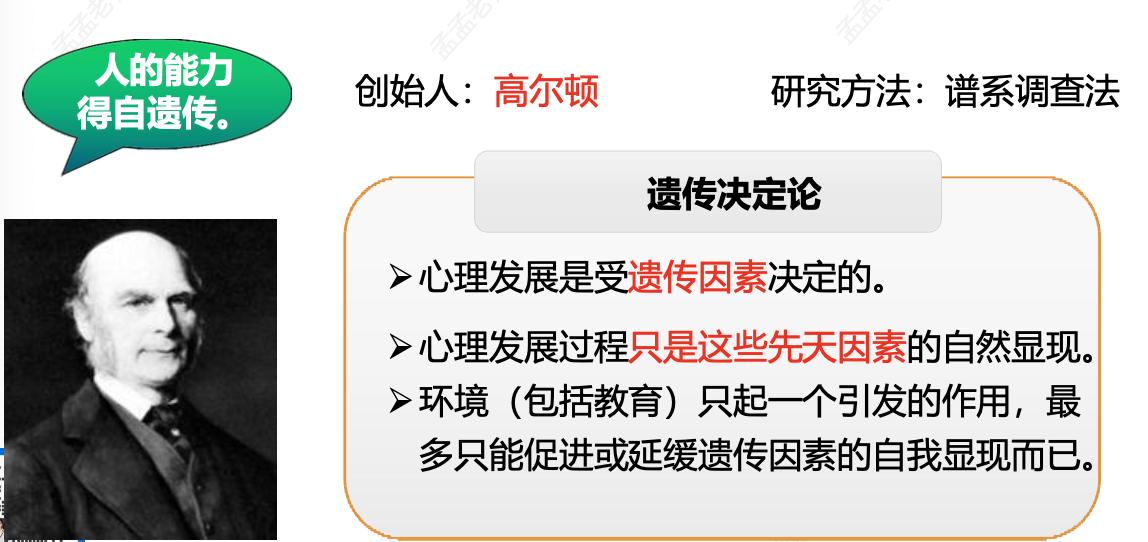 人的能力
得自遗传。
创始人：高尔顿
研究方法：谱系调查法
遗传决定论
➢心理发展是受遗传因素决定的。
➢心理发展过程只是这些先天因素的自然显现。
➢环境（包括教育）只起一个引发的作用，最
多只能促进或延缓遗传因素的自我显现而已。